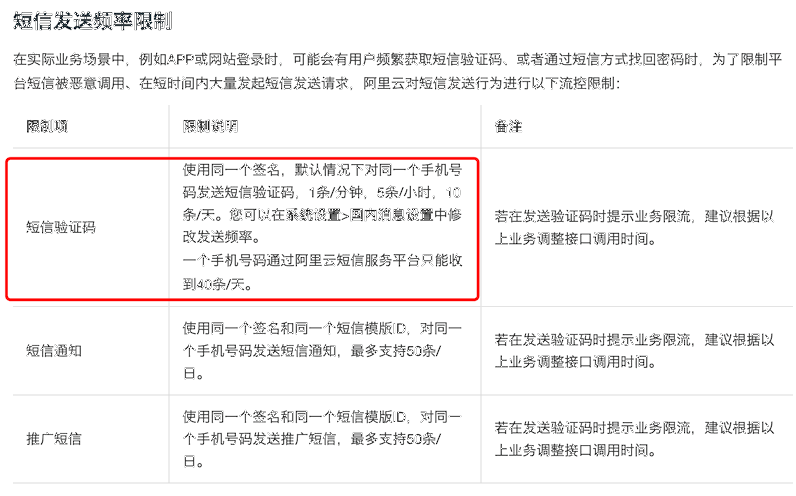 短信发送频率限制
在实际业务场景中，例如APP或网站登录时，可能会有用户频繁获取短信验证码、或者通过短信方式找回密码时，为了限制平
台短信被恶意调用、在短时间内大量发起短信发送请求，阿里云对短信发送行为进行以下流控限制：
限制项
限制说明
备注
短信验证码
使用同一个签名，默认情况下对同一个手机号
码发送短信验证码，1条/分钟，5条/小时，10
条/天。您可以在系统设置>国内消息设置中修
改发送频率。
一个手机号码通过阿里云短信服务平台只能收
到40条/天。
若在发送验证码时提示业务限流，建议根据以
上业务调整接口调用时间。
短信通知
使用同一个签名和同一个短信模版ID，对同一
个手机号码发送短信通知，最多支持50条/
日。
若在发送验证码时提示业务限流，建议根据以
上业务调整接口调用时间。
推广短信
使用同一个签名和同一个短信模版ID，对同一
个手机号码发送推广短信，最多支持50条/
日。
若在发送验证码时提示业务限流，建议根据以
上业务调整接口调用时间。